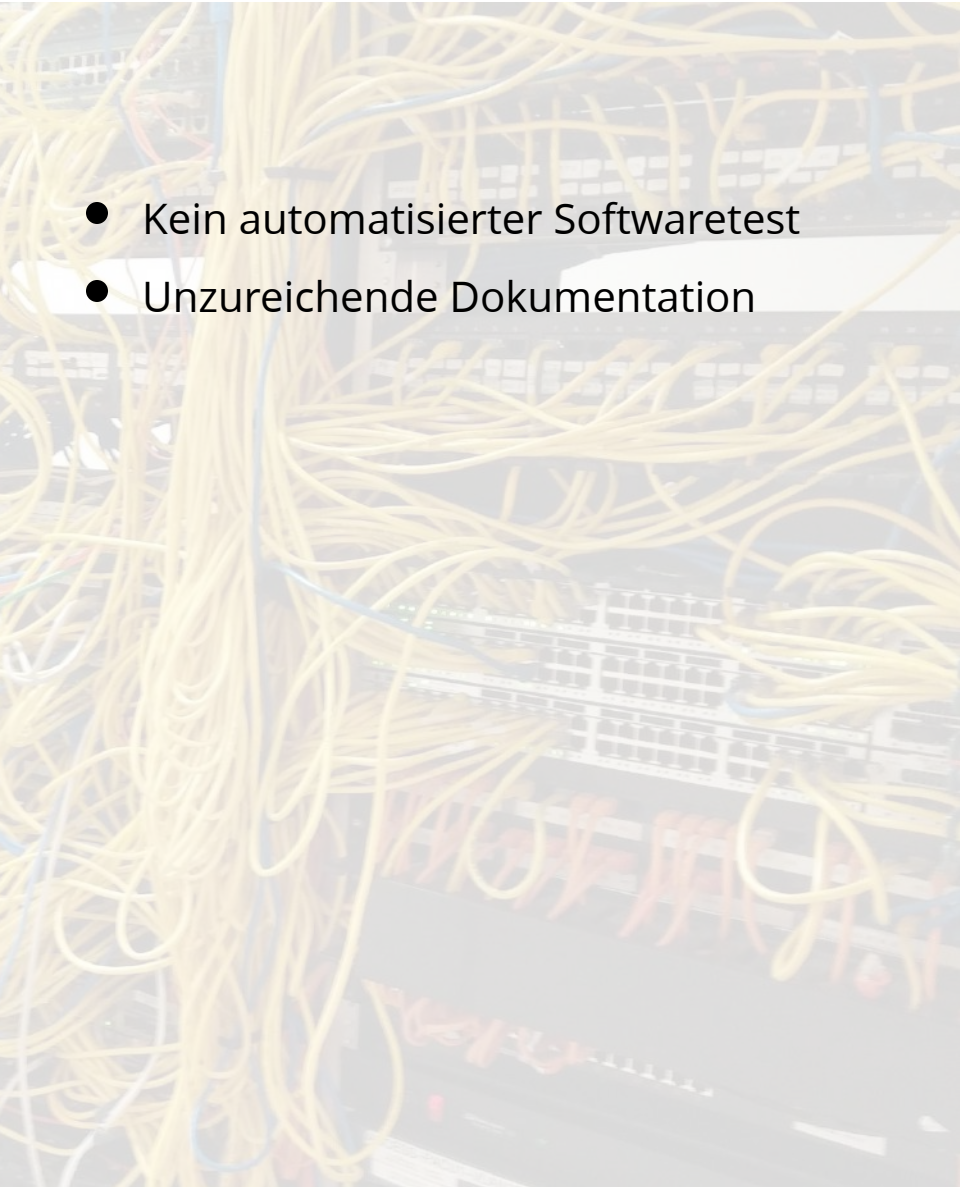 ● Kein automatisierter Softwaretest
● Unzureichende Dokumentation